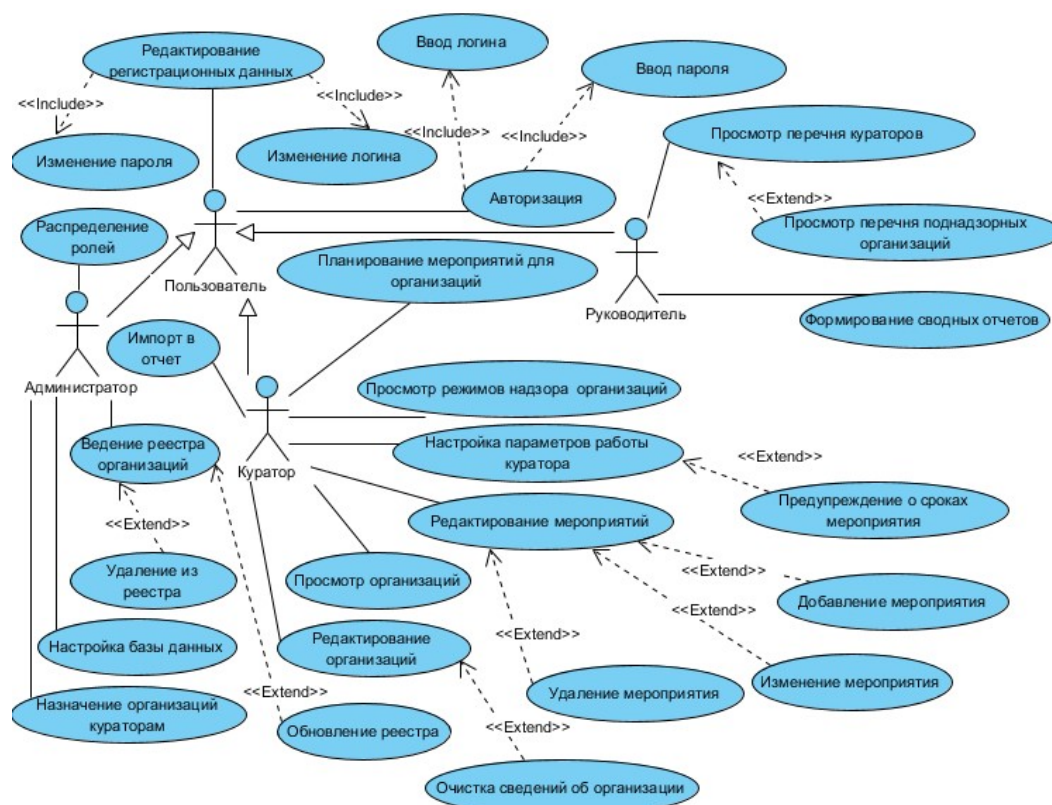 Ввод логина
Редактирование
регистрационных данных
Ввод пароля
<<Include>>
<<Include>>
<<Include>>
<<Include>>
Просмотр перечня кураторов
Изменение пароля
Изменение логина
Авторизация
<<Extend>>
Распределение
ролей
Просмотр перечня поднадзорных
организаций
Планирование мероприятий для
организаций
Пользователь
Руководитель
Формирование сводных отчетов
Импорт в
отчет
Администратор
Просмотр режимов надзора организаций
Ведение реестра
организаций
Настройка параметров работы
куратора
<<Extend>>
Куратор
Предупреждение о сроках
мероприятия
<<Extend>>
Редактирование мероприятий
Удаление из
реестра
Просмотр организаций
<<Extend>>
Добавление мероприятия
<<Extend>>
<<Extend>>
Настройка базы данных
Редактирование
организаций
Изменение мероприятия
<<Extend>>
Удаление мероприятия
Назначение организаций
кураторам
Обновление реестра
<<Extend>>
Очистка сведений об организации